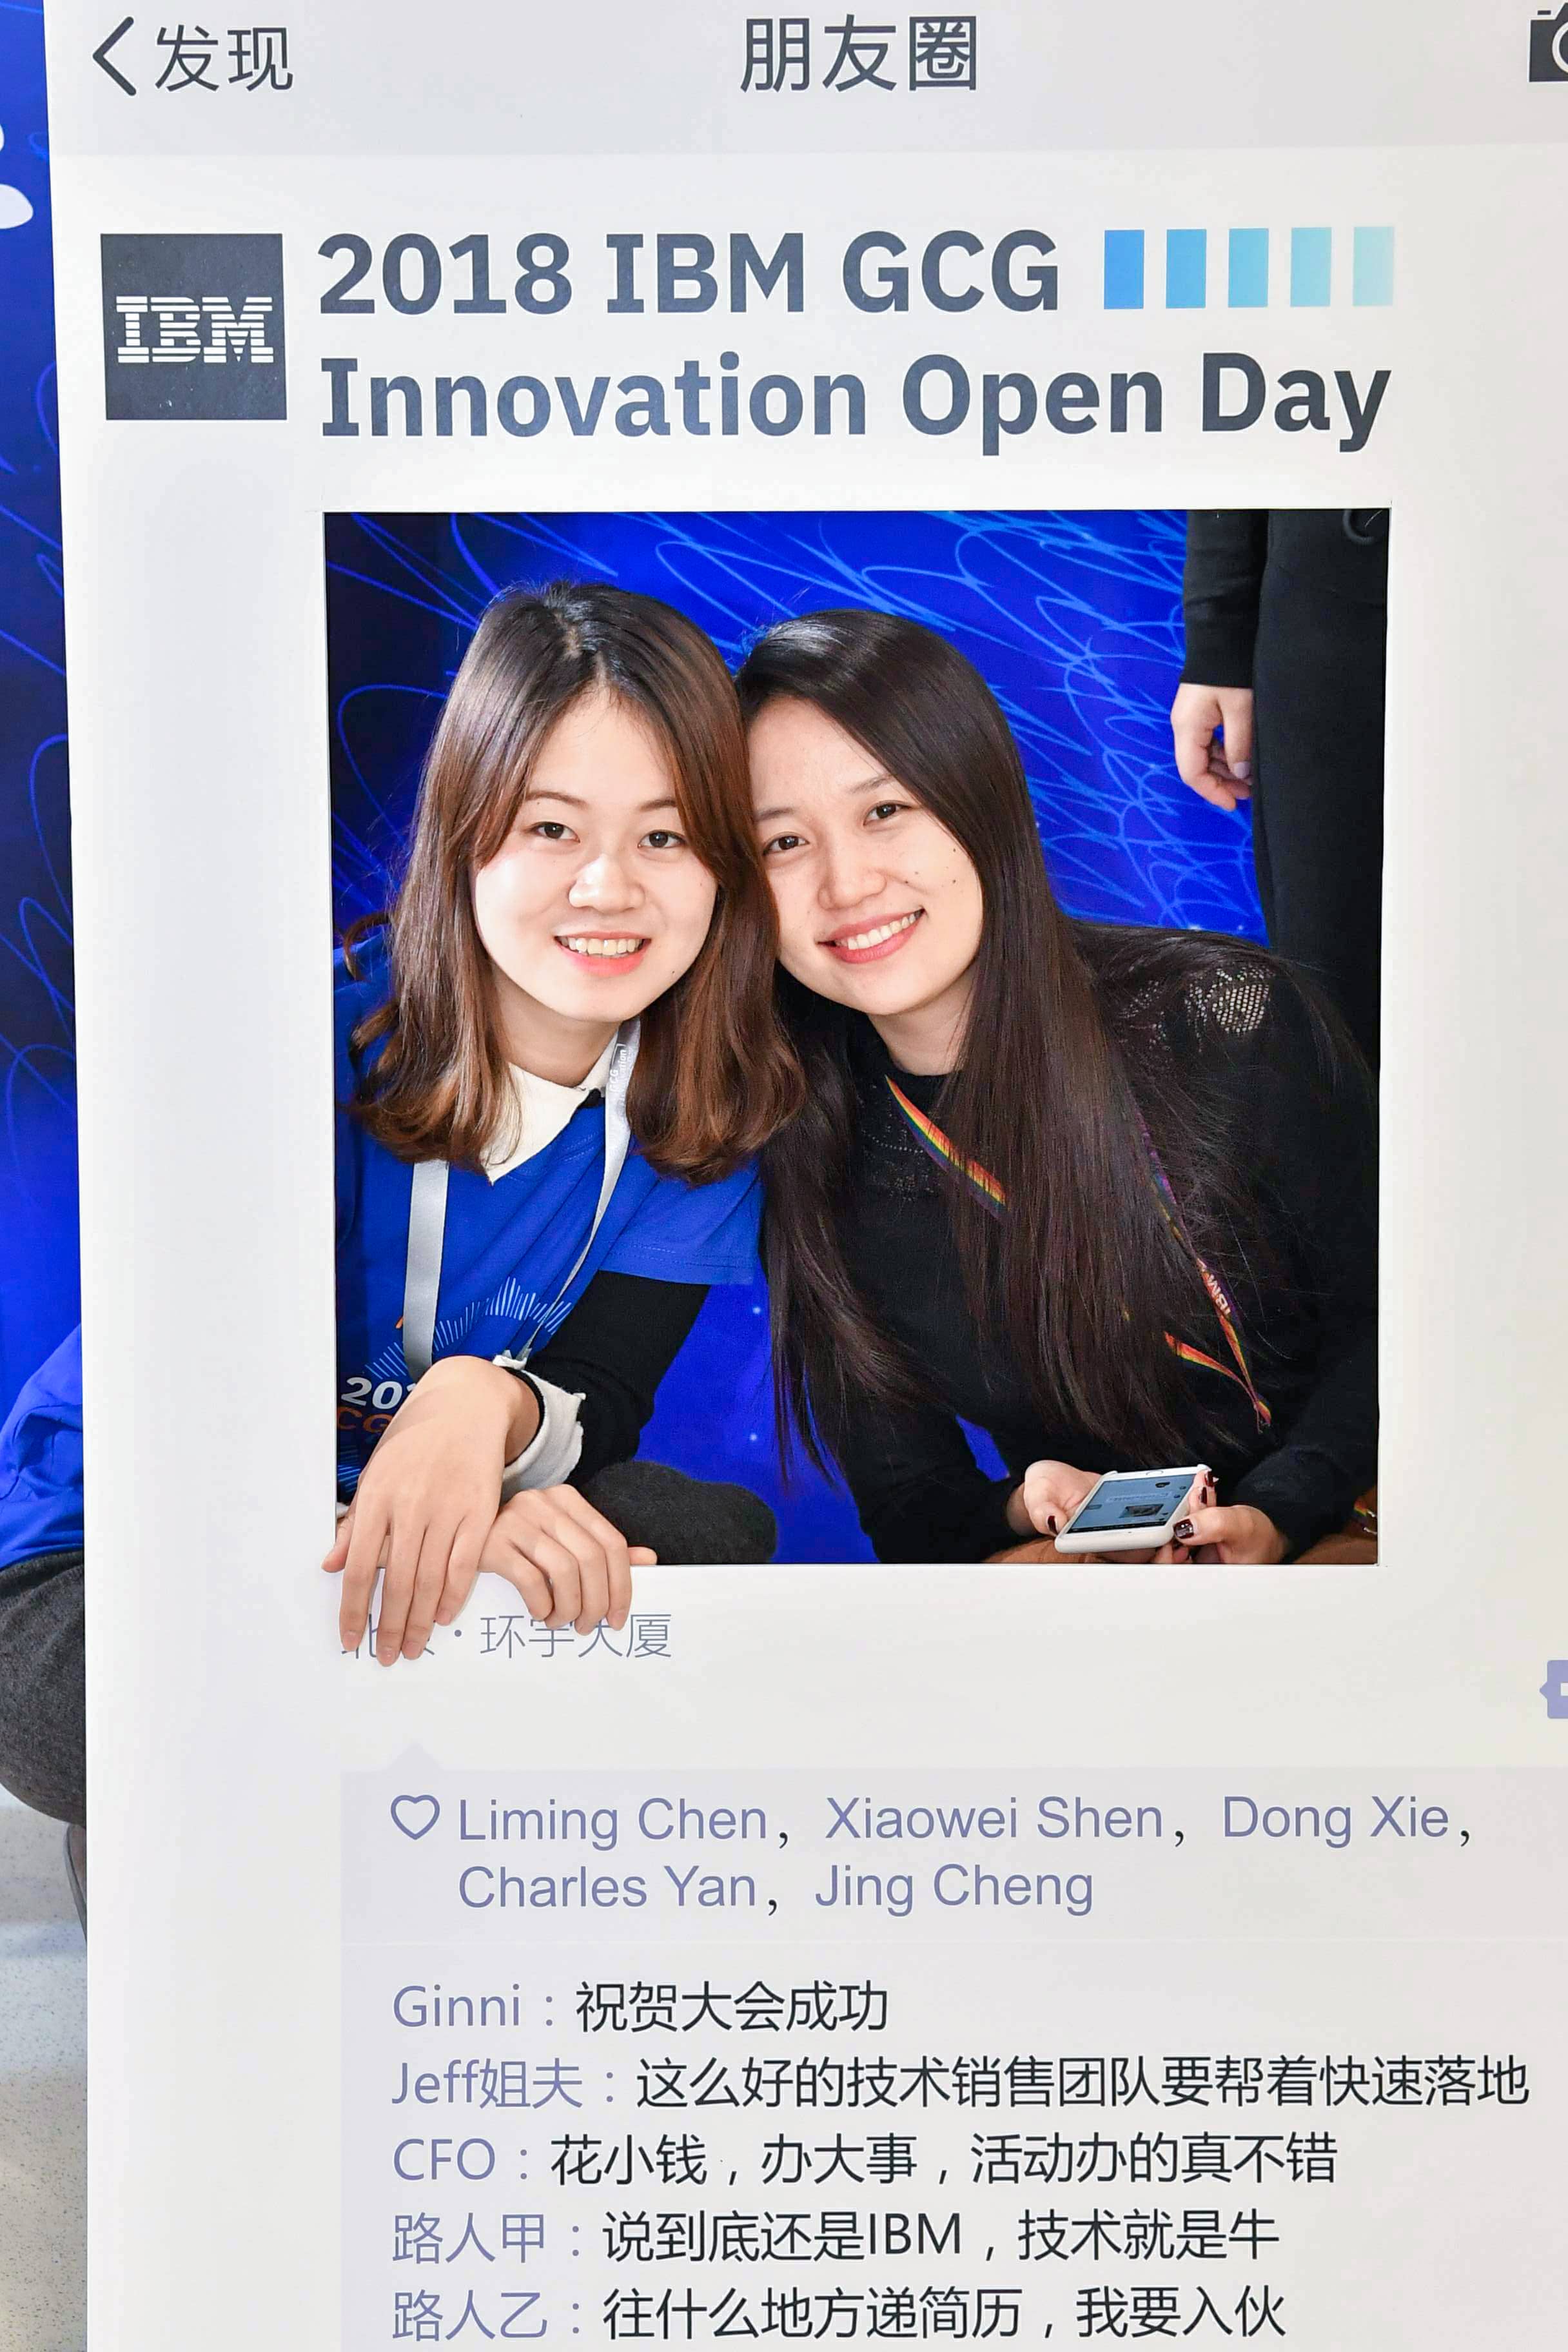 发现
朋友圈
IBM
2018 IBM GCG
Innovation Open Day
201
IBM
·环宇大厦
Liming Chen，Xiaowei Shen，Dong Xie，
Charles Yan，Jing Cheng
Ginni：祝贺大会成功
Jeff姐夫：这么好的技术销售团队要帮着快速落地
CFO：花小钱，办大事，活动办的真不错
路人甲：说到底还是IBM，技术就是牛
路人乙：往什么地方递简历，我要入伙